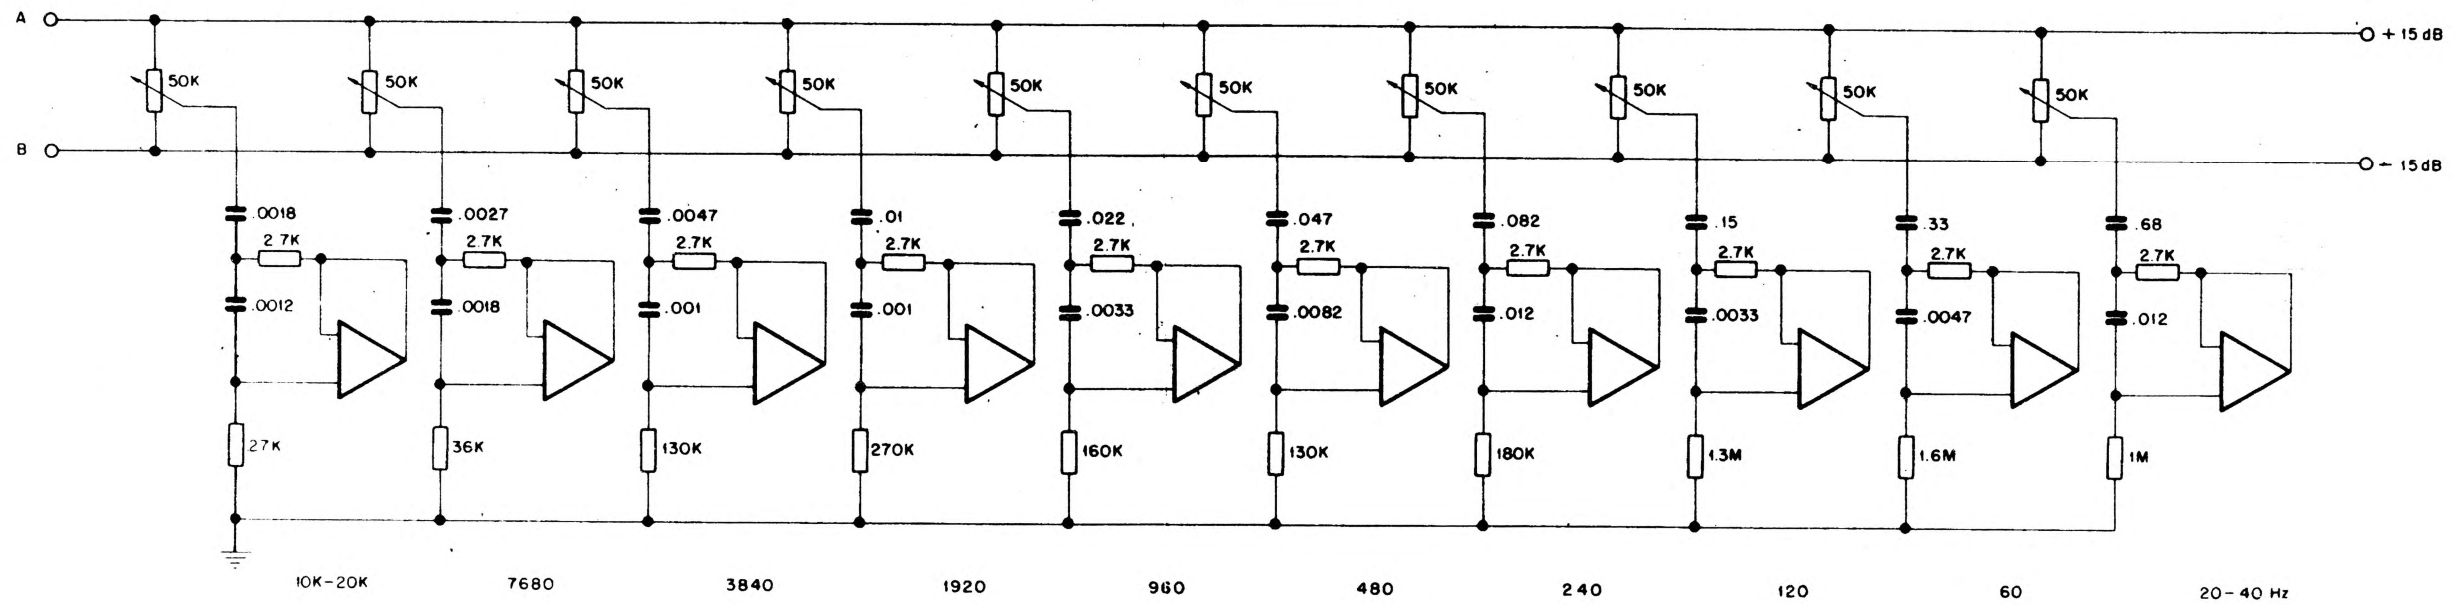 A
+ 15 dB
50K 50K 50K 50K 50K 50K 50K 50K 50K 50K
B
- 15 dB
.0018 .0027 .0047 .01 .022 .047 .082 .15 .33 .68
2.7K 2.7K 2.7K 2.7K 2.7K 2.7K 2.7K 2.7K 2.7K 2.7K
.0012 .0018 .001 .001 .0033 .0082 .012 .0033 .0047 .012
27K 36K 130K 270K 160K 130K 180K 1.3M 1.6M 1M
10K-20K 7680 3840 1920 960 480 240 120 60 20-40 Hz